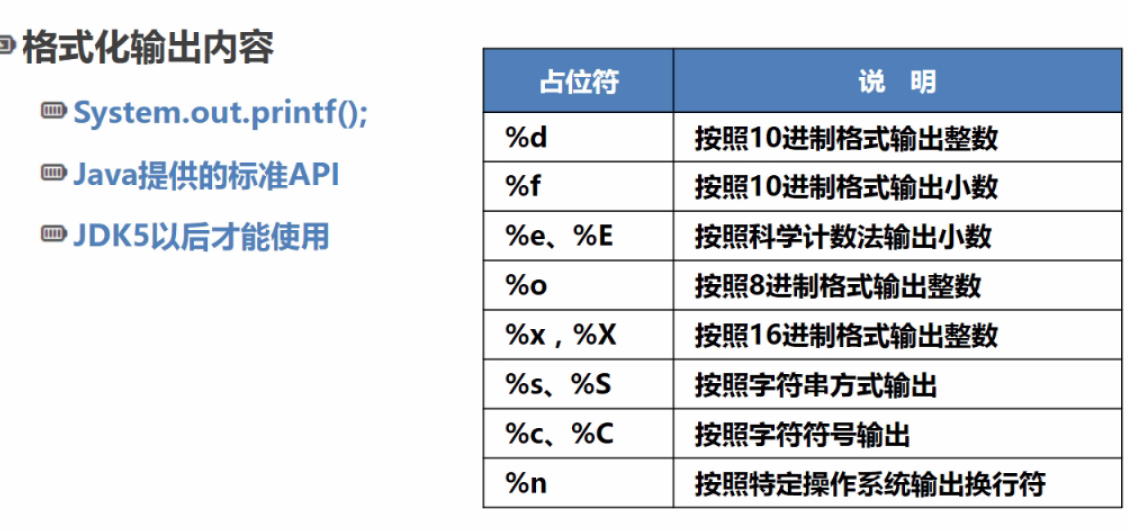 格式化输出内容
System.out.printf();
Java提供的标准API
JDK5以后才能使用
占位符 说 明
%d 按照10进制格式输出整数
%f 按照10进制格式输出小数
%e、%E 按照科学计数法输出小数
%o 按照8进制格式输出整数
%x , %X 按照16进制格式输出整数
%s、%S 按照字符串方式输出
%c、%C 按照字符符号输出
%n 按照特定操作系统输出换行符